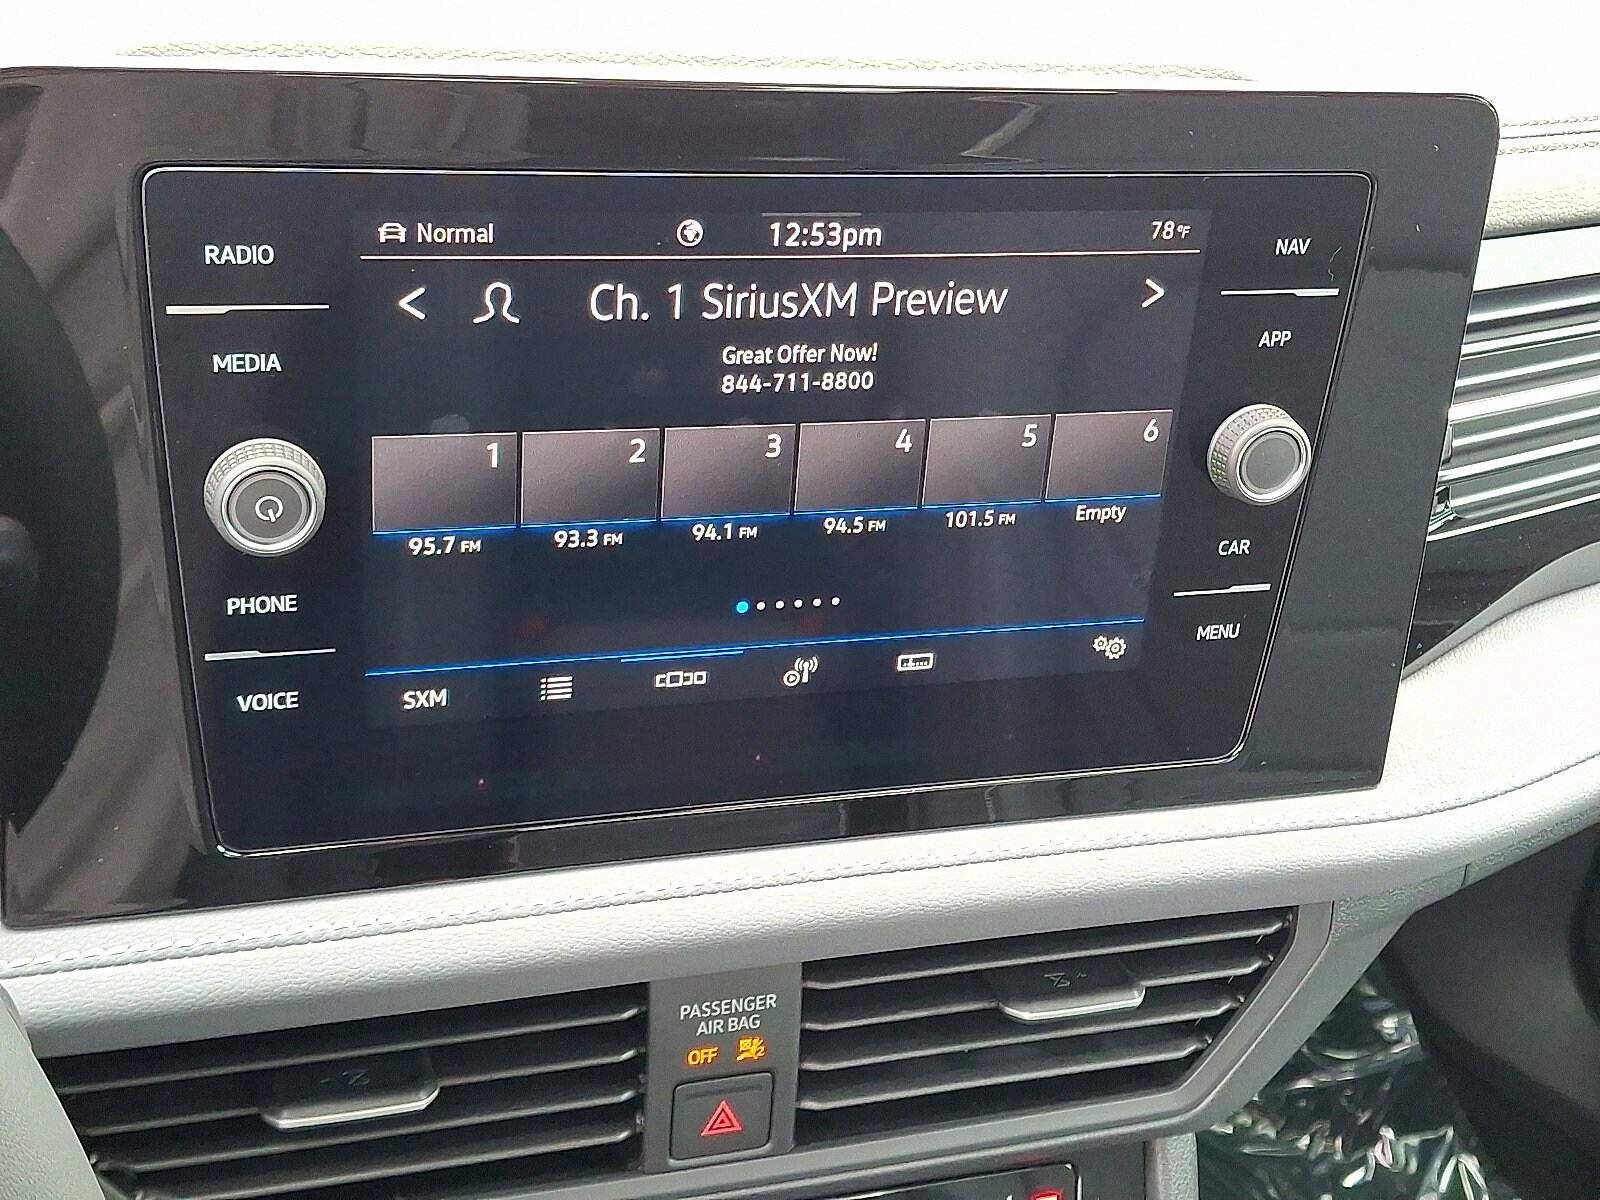 Normal
12:53pm
78°F
RADIO
MEDIA
PHONE
VOICE
NAV
APP
CAR
MENU
Ch. 1 SiriusXM Preview
Great Offer Now!
844-711-8800
1 2 3 4 5 6
95.7 FM 93.3 FM 94.1 FM 94.5 FM 101.5 FM Empty
SXM
PASSENGER
AIR BAG
OFF